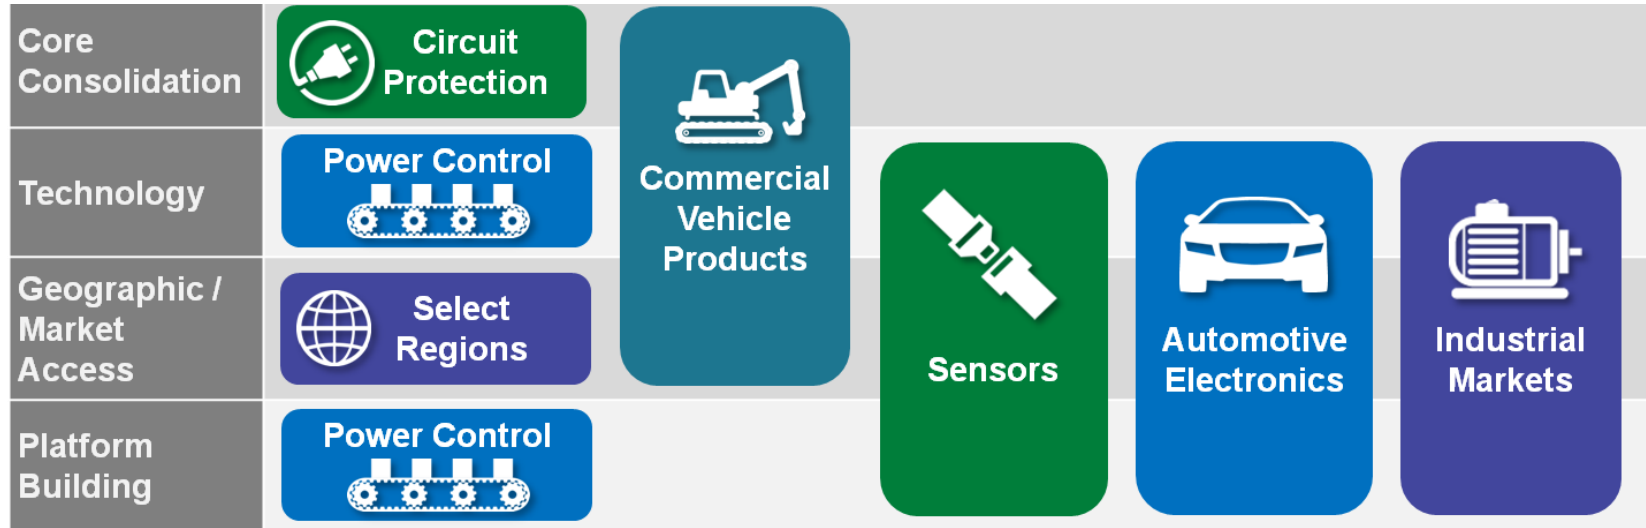 Core
Consolidation
Circuit
Protection
Technology
Power Control
Geographic /
Market
Access
Select
Regions
Platform
Building
Power Control
Commercial
Vehicle
Products
Sensors
Automotive
Electronics
Industrial
Markets